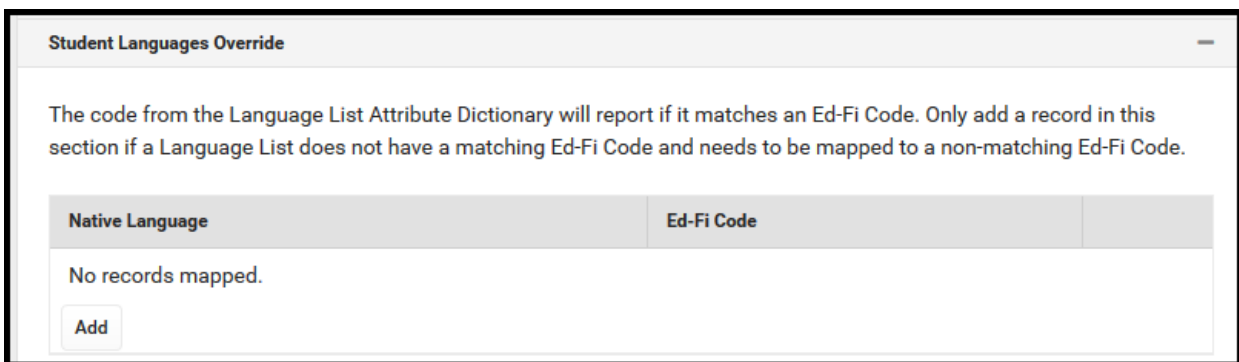 Student Languages Override
The code from the Language List Attribute Dictionary will report if it matches an Ed-Fi Code. Only add a record in this
section if a Language List does not have a matching Ed-Fi Code and needs to be mapped to a non-matching Ed-Fi Code.
Native Language Ed-Fi Code
No records mapped.
Add